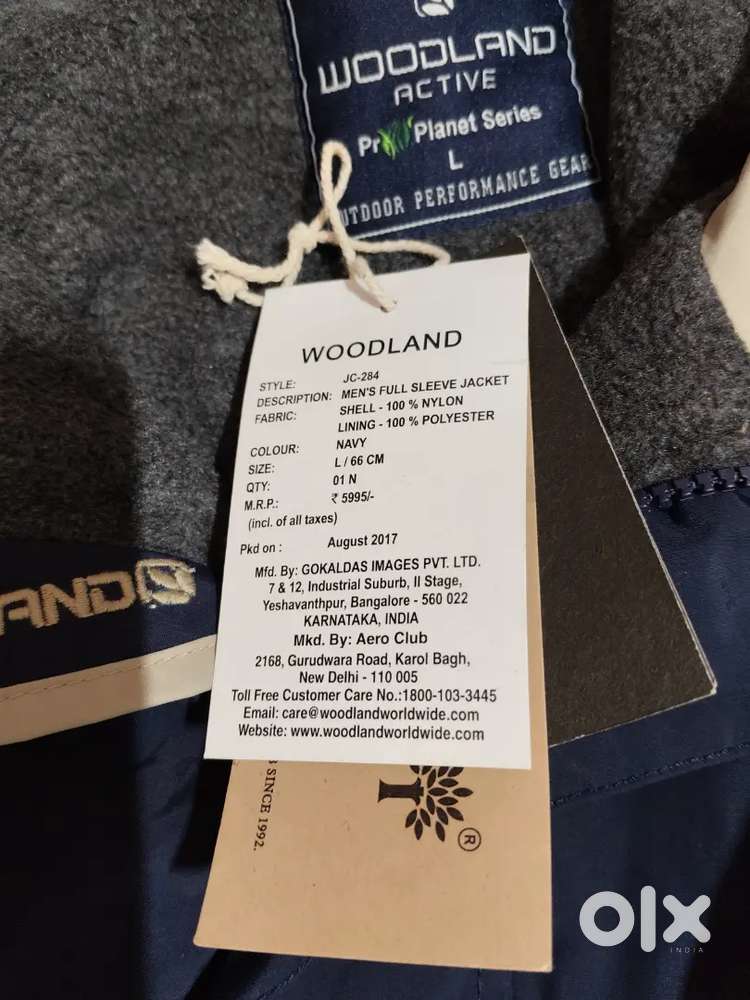 WOODLAND
ACTIVE
Pr Planet Series
L
OUTDOOR PERFORMANCE GEAR
WOODLAND
STYLE: JC-284
DESCRIPTION: MEN'S FULL SLEEVE JACKET
FABRIC: SHELL - 100 % NYLON
LINING - 100 % POLYESTER
COLOUR: NAVY
SIZE: L / 66 CM
QTY: 01 N
M.R.P.: ₹ 5995/-
(incl. of all taxes)
Pkd on : August 2017
Mfd. By: GOKALDAS IMAGES PVT. LTD.
7 & 12, Industrial Suburb, II Stage,
Yeshavanthpur, Bangalore - 560 022
KARNATAKA, INDIA
Mkd. By: Aero Club
2168, Gurudwara Road, Karol Bagh,
New Delhi - 110 005
Toll Free Customer Care No.:1800-103-3445
Email: care@woodlandworldwide.com
Website: www.woodlandworldwide.com
AND
SINCE 1992.
®
olx
INDIA